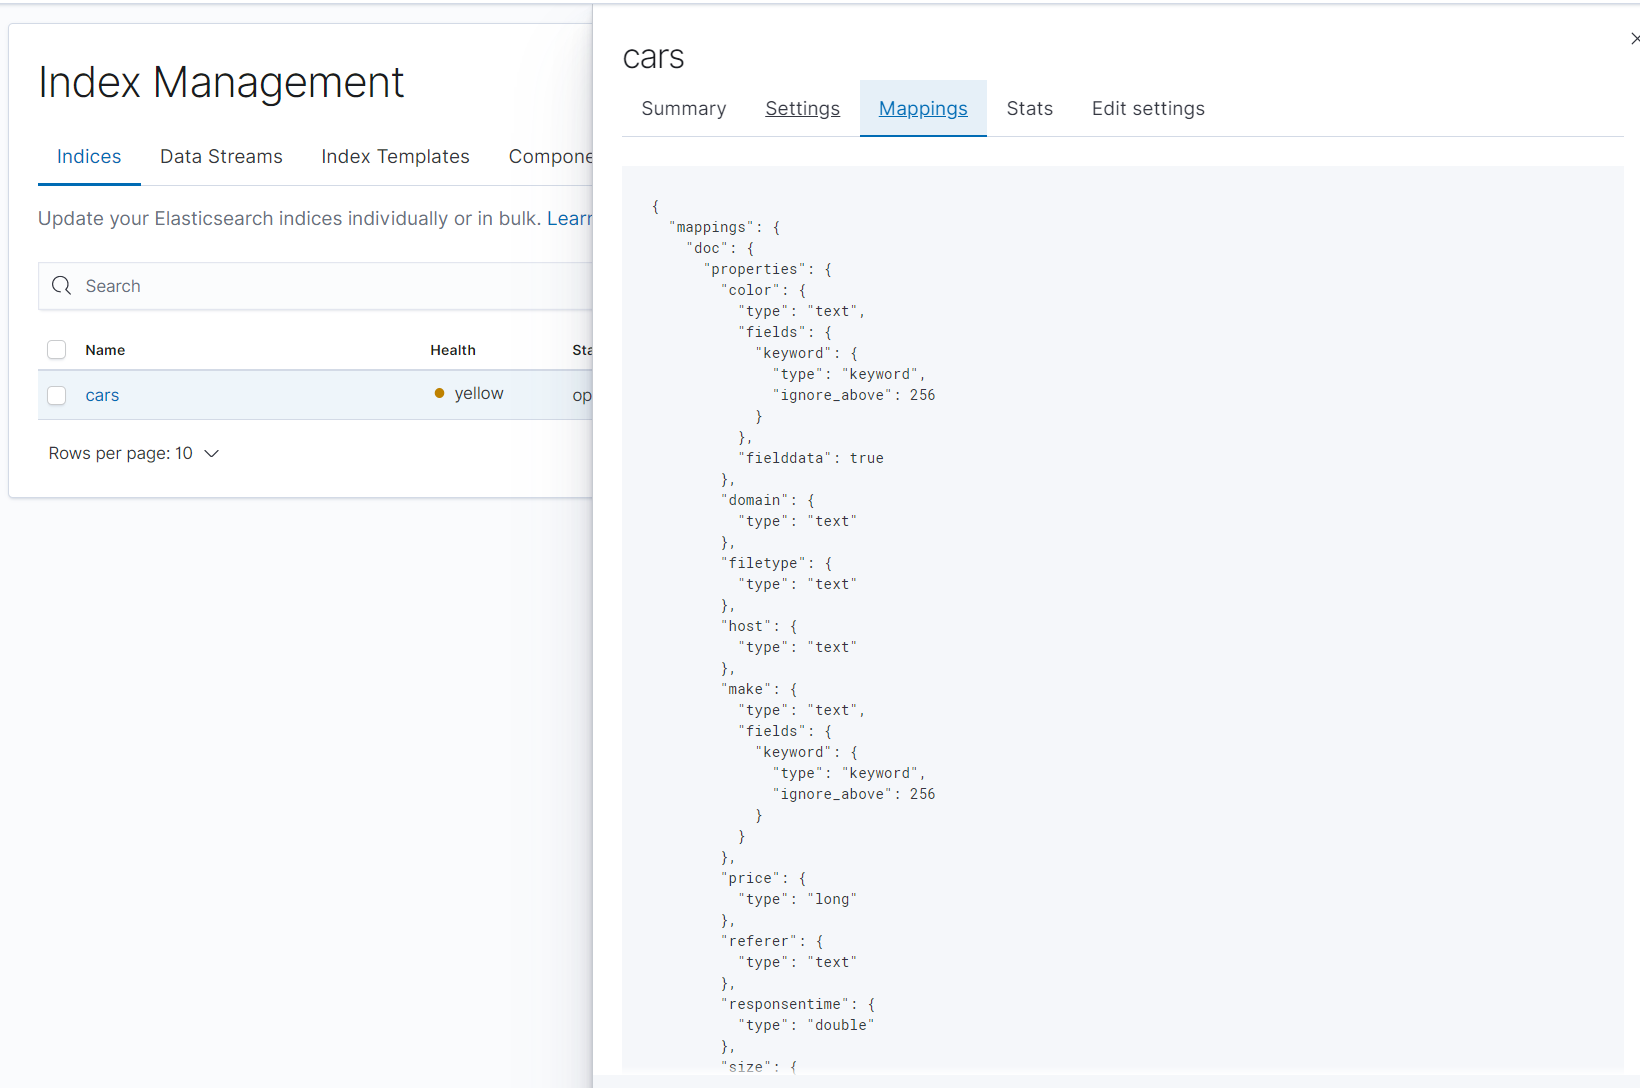 Index Management
Indices Data Streams Index Templates Compone
Update your Elasticsearch indices individually or in bulk. Learn
Search
Name Health Sta
cars yellow op
Rows per page: 10
cars
Summary Settings Mappings Stats Edit settings
{
"mappings": {
"doc": {
"properties": {
"color": {
"type": "text",
"fields": {
"keyword": {
"type": "keyword",
"ignore_above": 256
}
},
"fielddata": true
},
"domain": {
"type": "text"
},
"filetype": {
"type": "text"
},
"host": {
"type": "text"
},
"make": {
"type": "text",
"fields": {
"keyword": {
"type": "keyword",
"ignore_above": 256
}
}
},
"price": {
"type": "long"
},
"referer": {
"type": "text"
},
"responsentime": {
"type": "double"
},
"size": {